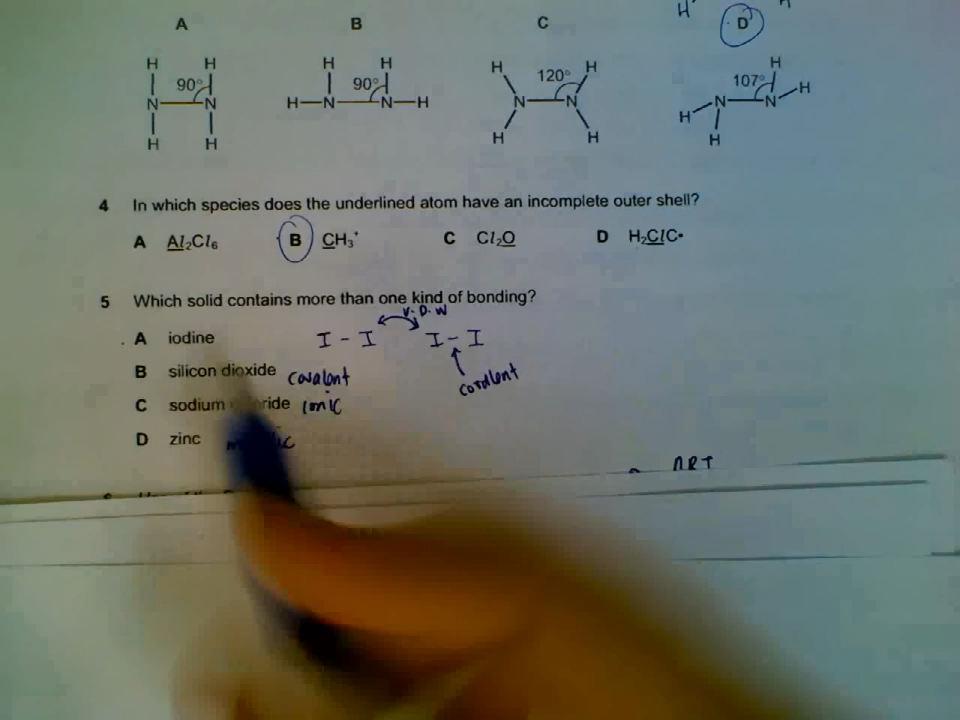 A B C D
H H H H H H H
90° 90° 120° 107°
N N H N N H N N N N H
H H H H H H
4 In which species does the underlined atom have an incomplete outer shell?
A Al₂Cl₆ B CH₃⁺ C Cl₂O D H₂ClC•
5 Which solid contains more than one kind of bonding?
V.D.W
A iodine I - I I - I
B silicon dioxide covalent covalent
C sodium ionic
D zinc